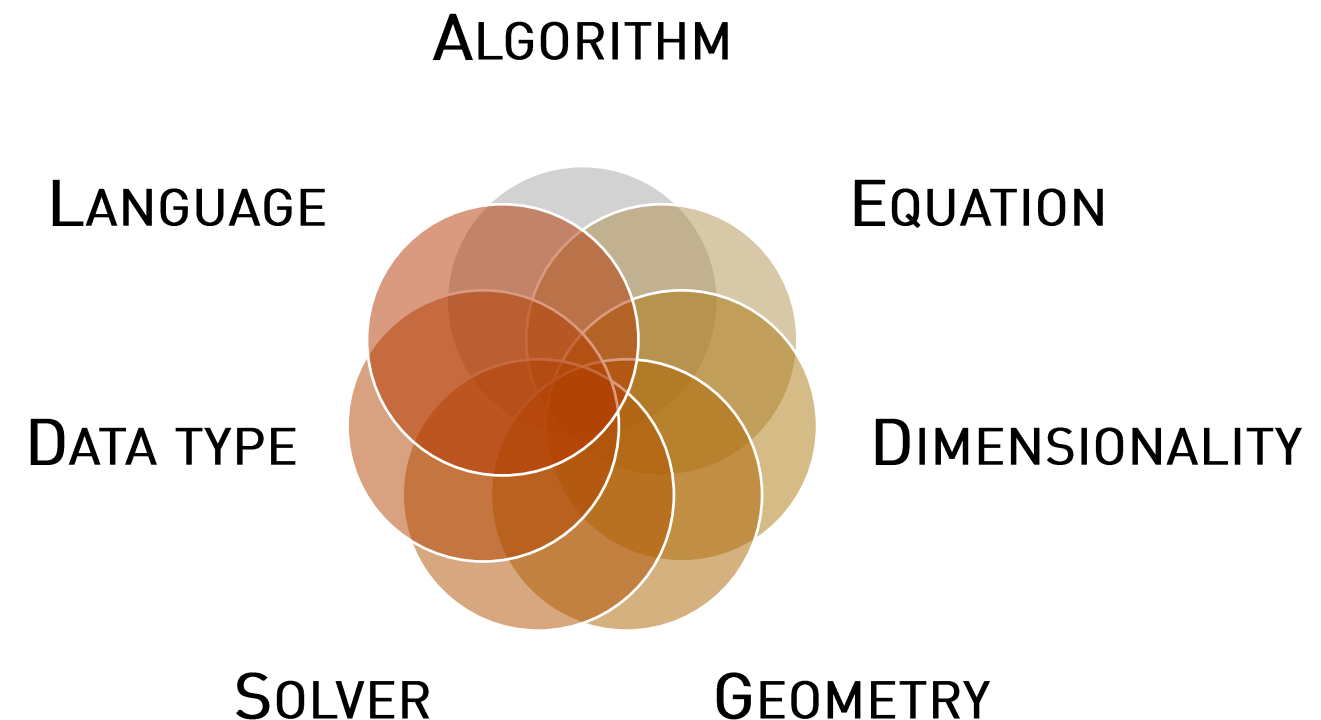 ALGORITHM
LANGUAGE
EQUATION
DATA TYPE
DIMENSIONALITY
SOLVER
GEOMETRY